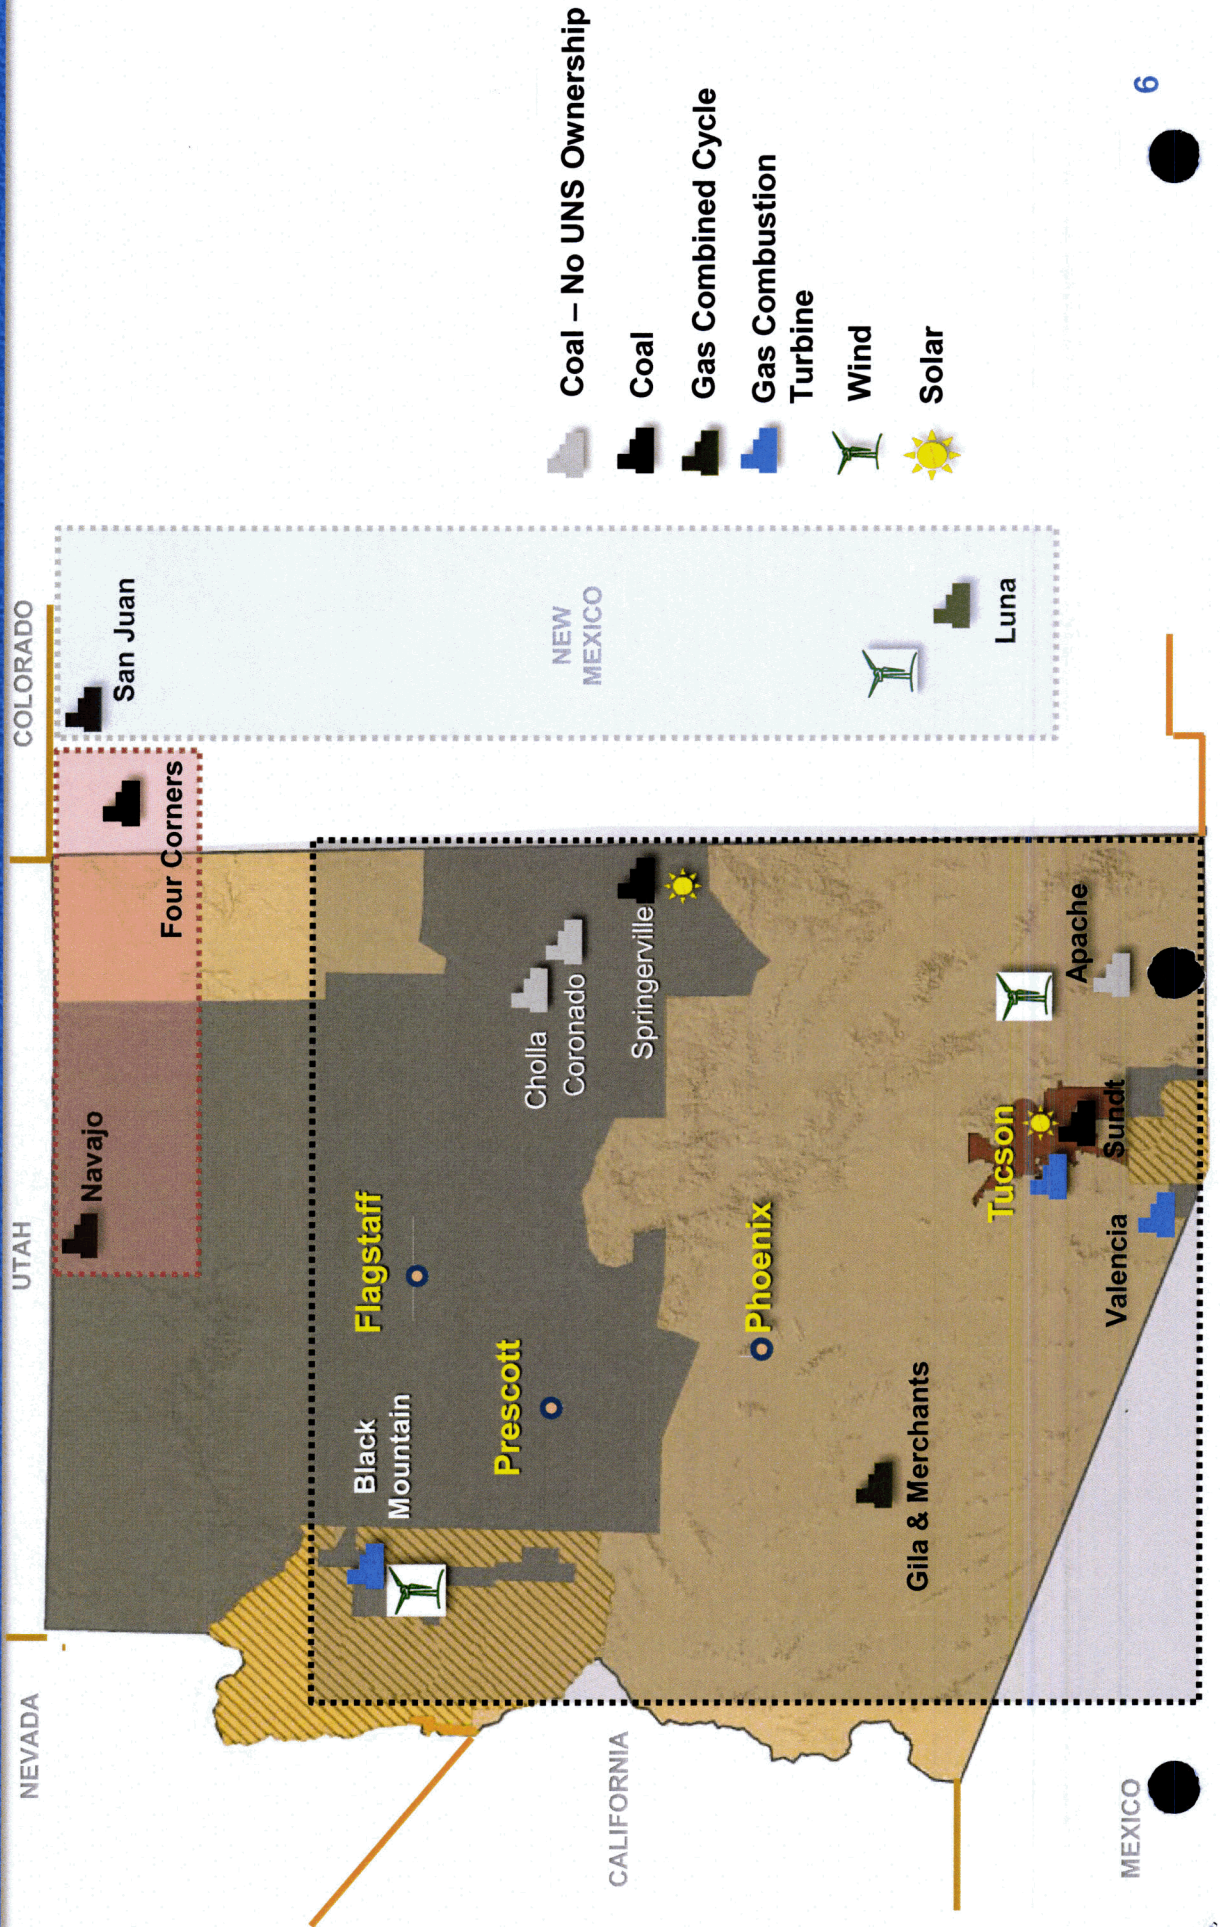 NEVADA
UTAH
COLORADO
Navajo
Four Corners
San Juan
Black
Mountain
Flagstaff
Prescott
Cholla
Coronado
Springerville
Phoenix
Gila & Merchants
Tucson
Sundt
Valencia
Apache
NEW
MEXICO
Luna
CALIFORNIA
MEXICO
Coal – No UNS Ownership
Coal
Gas Combined Cycle
Gas Combustion
Turbine
Wind
Solar
6